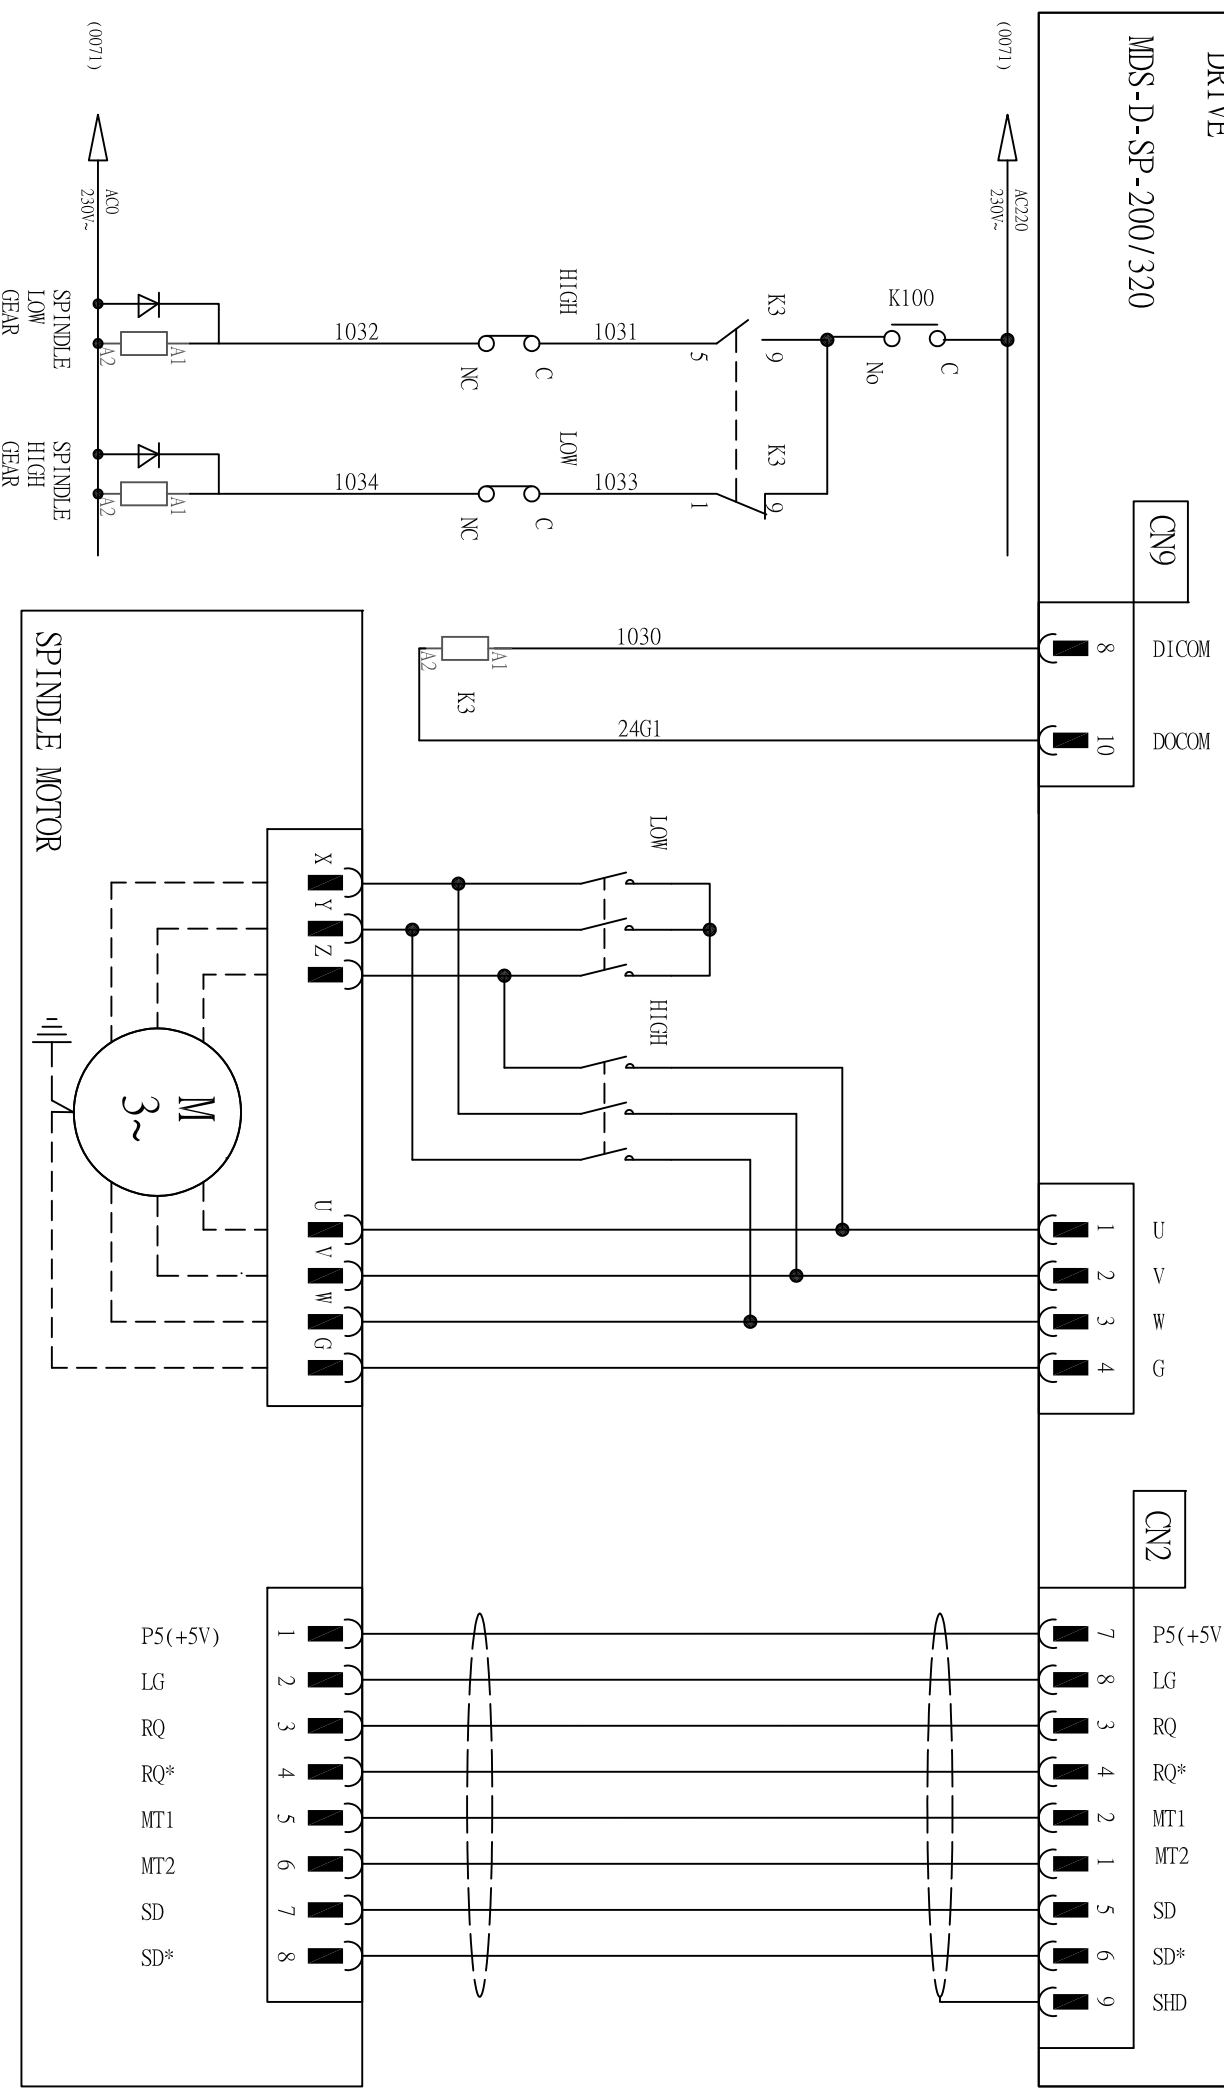 DRIVE
MDS-D-SP-200/320
(0071)
(0071)
AC220
230V~
AC0
230V~
K100
C
No
K3
9
5
K3
9
1
HIGH
1031
C
NC
1032
LOW
1033
C
NC
1034
A1
A2
A1
A2
SPINDLE
LOW
GEAR
SPINDLE
HIGH
GEAR
CN9
8
DICOM
10
DOCOM
1030
24G1
A1
A2
K3
LOW
HIGH
SPINDLE MOTOR
X
Y
Z
M
3~
U
V
W
G
1
U
2
V
3
W
4
G
CN2
7
P5(+5V
8
LG
3
RQ
4
RQ*
2
MT1
1
MT2
5
SD
6
SD*
9
SHD
P5(+5V)
1
LG
2
RQ
3
RQ*
4
MT1
5
MT2
6
SD
7
SD*
8